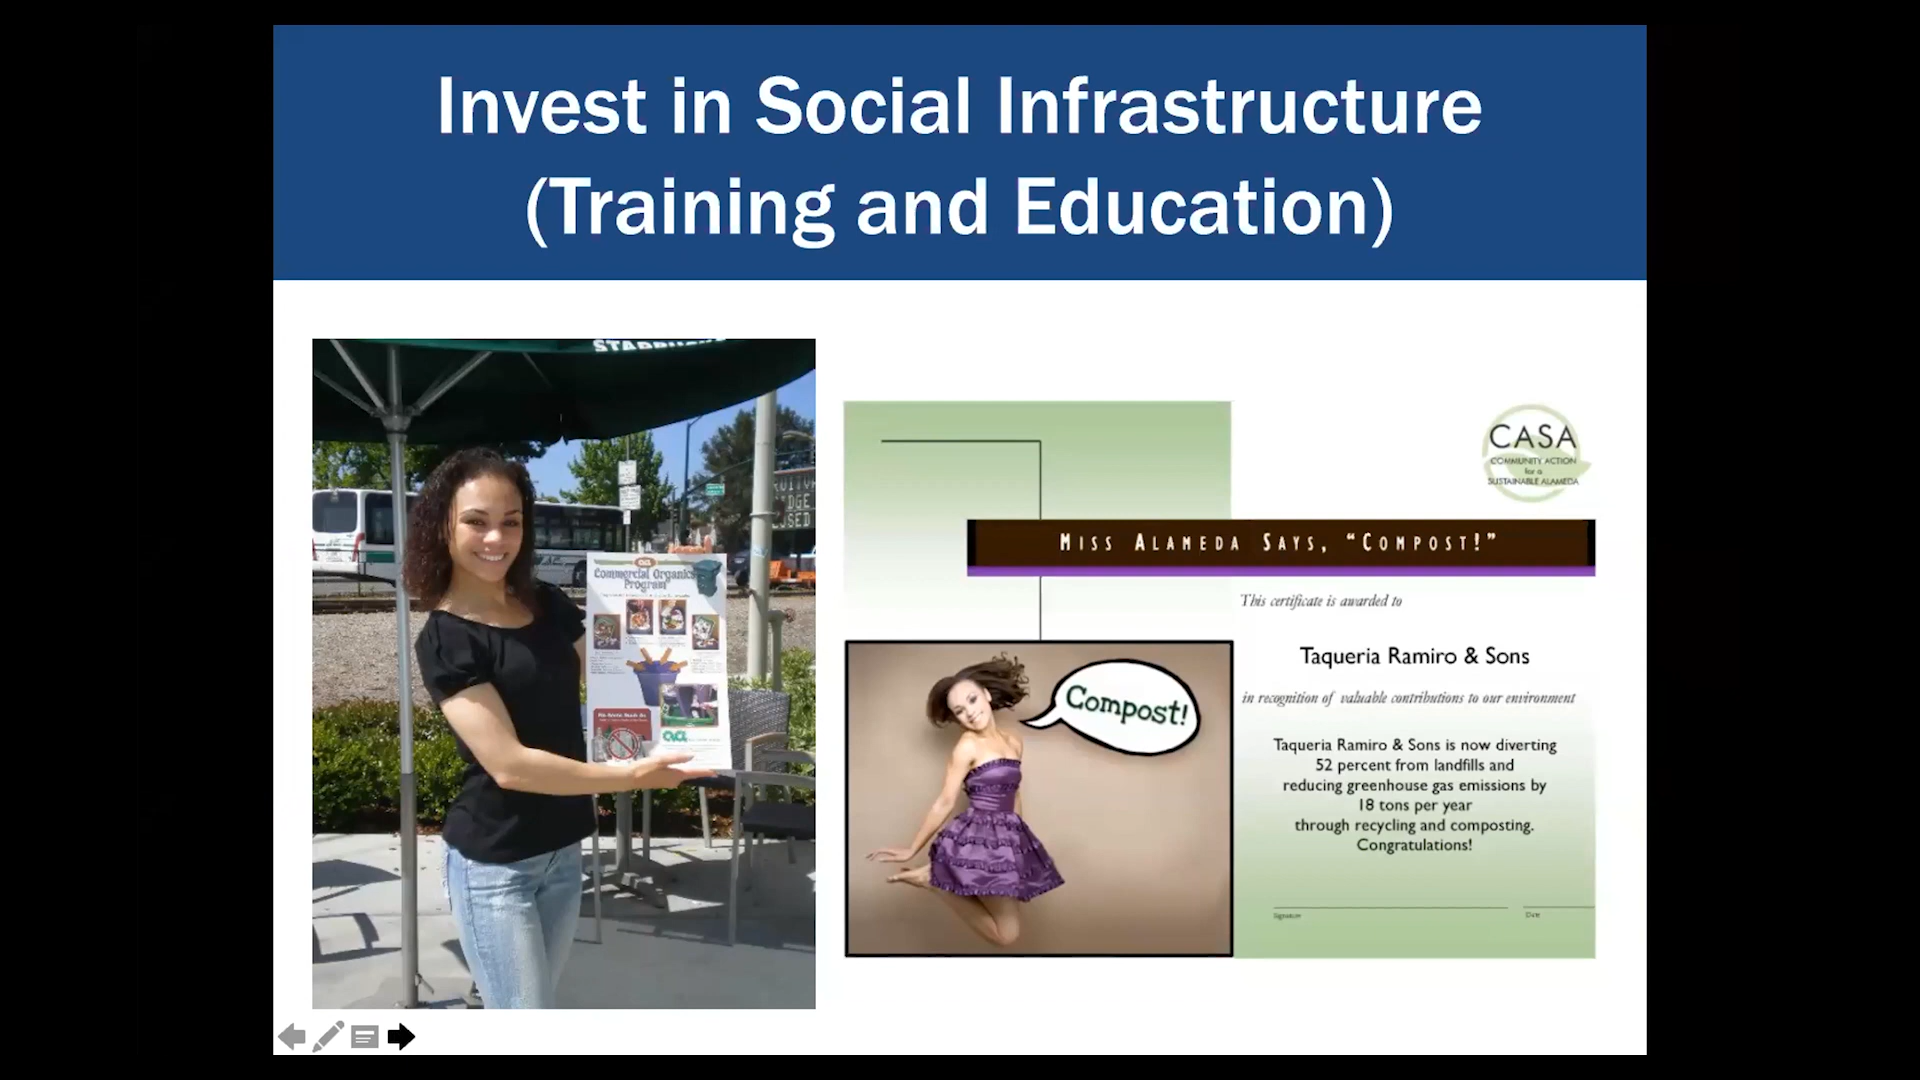 Invest in Social Infrastructure
(Training and Education)
Commercial Organics
Program
CASA
COMMUNITY ACTION
for a
SUSTAINABLE ALAMEDA
MISS ALAMEDA SAYS, “COMPOST!”
This certificate is awarded to
Taqueria Ramiro & Sons
in recognition of valuable contributions to our environment
Compost!
Taqueria Ramiro & Sons is now diverting
52 percent from landfills and
reducing greenhouse gas emissions by
18 tons per year
through recycling and composting.
Congratulations!
Signature
Date